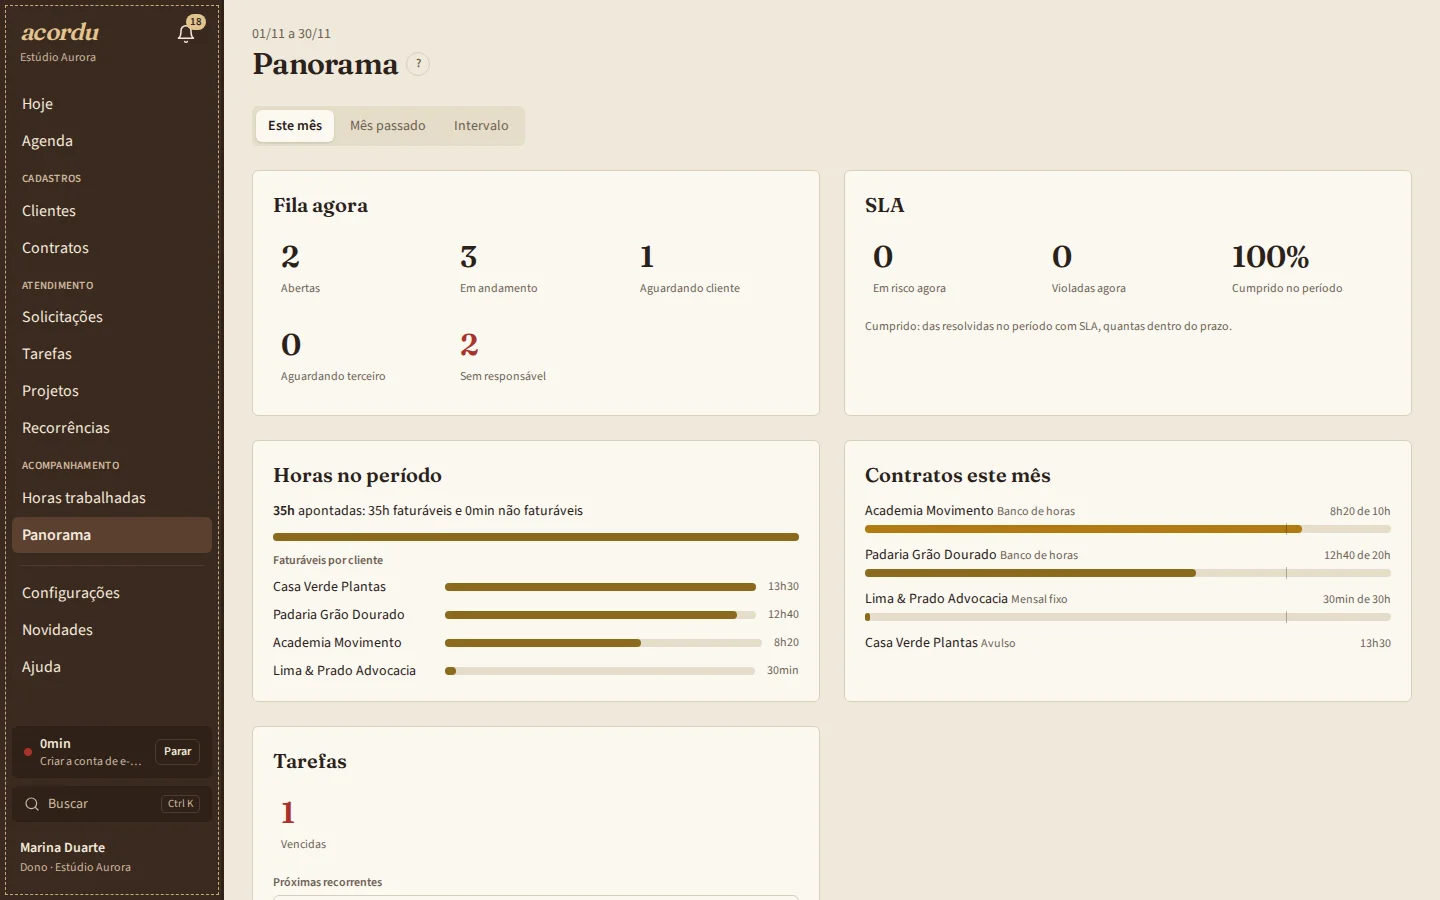 acordu
18
Estúdio Aurora
Hoje
Agenda
CADASTROS
Clientes
Contratos
ATENDIMENTO
Solicitações
Tarefas
Projetos
Recorrências
ACOMPANHAMENTO
Horas trabalhadas
Panorama
Configurações
Novidades
Ajuda
0min
Criar a conta de e-…
Parar
Buscar
Ctrl K
Marina Duarte
Dono · Estúdio Aurora
01/11 a 30/11
Panorama ?
Este mês Mês passado Intervalo
Fila agora
2 3 1
Abertas Em andamento Aguardando cliente
0 2
Aguardando terceiro Sem responsável
SLA
0 0 100%
Em risco agora Violadas agora Cumprido no período
Cumprido: das resolvidas no período com SLA, quantas dentro do prazo.
Horas no período
35h apontadas: 35h faturáveis e 0min não faturáveis
Faturáveis por cliente
Casa Verde Plantas 13h30
Padaria Grão Dourado 12h40
Academia Movimento 8h20
Lima & Prado Advocacia 30min
Contratos este mês
Academia Movimento Banco de horas 8h20 de 10h
Padaria Grão Dourado Banco de horas 12h40 de 20h
Lima & Prado Advocacia Mensal fixo 30min de 30h
Casa Verde Plantas Avulso 13h30
Tarefas
1
Vencidas
Próximas recorrentes